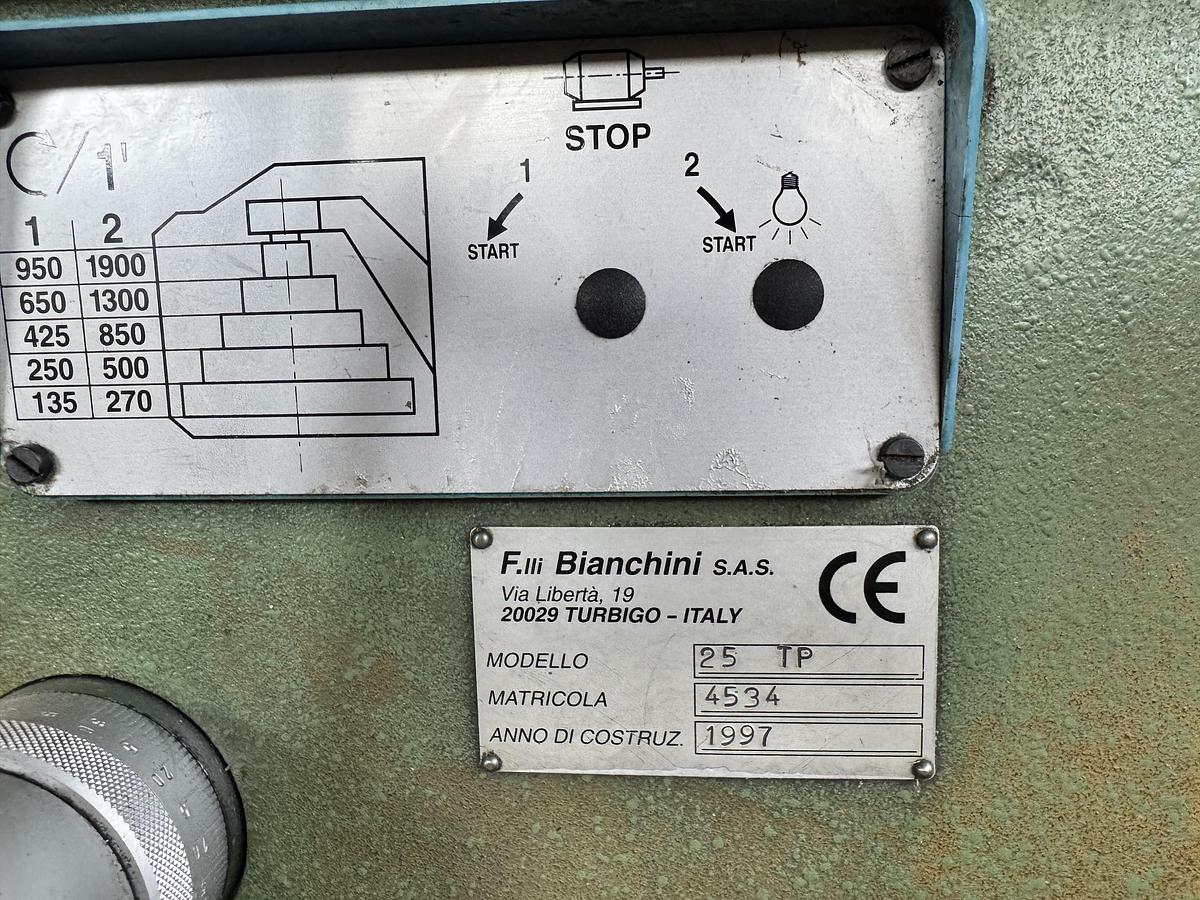 STOP
1 2
START START
/1'
1 2
950 1900
650 1300
425 850
250 500
135 270
F.lli Bianchini S.A.S.
Via Libertà, 19
20029 TURBIGO – ITALY
CE
MODELLO 25 TP
MATRICOLA 4534
ANNO DI COSTRUZ. 1997